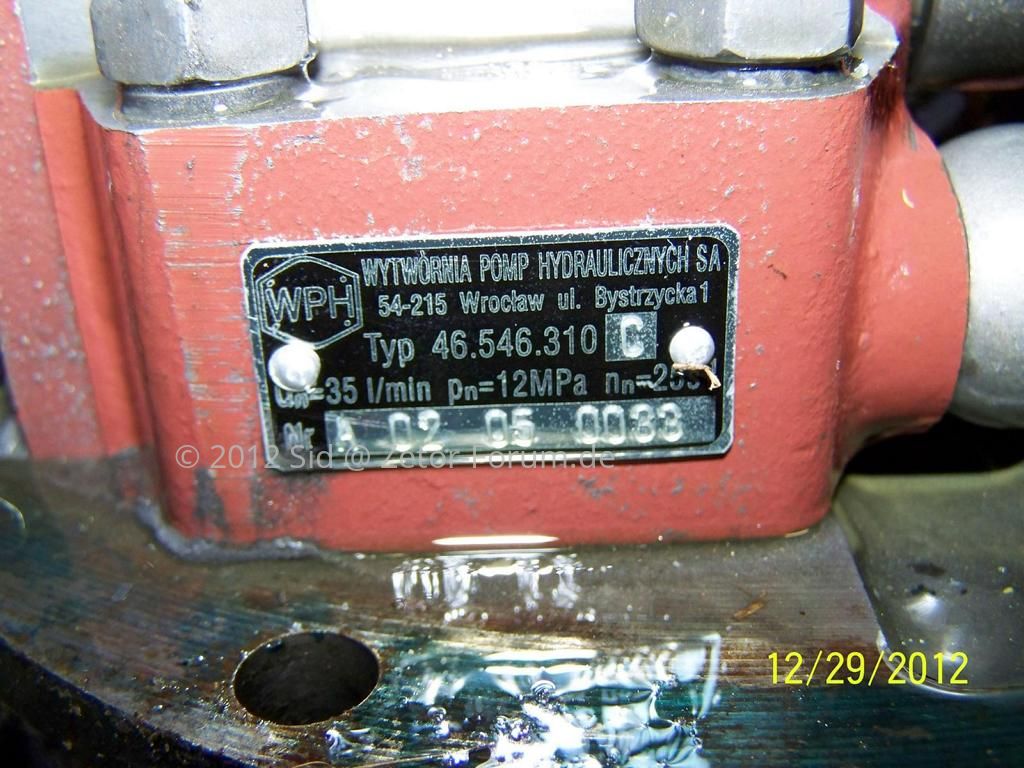 WPH
WYTWÓRNIA POMP HYDRAULICZNYCH SA
54-215 Wrocław ul. Bystrzycka 1
Typ 46.546.310 C
=35 l/min pn=12MPa nn=
Nr A 02 05 0033
© 2012 Sid @ Zetor-Forum.de
12/29/2012